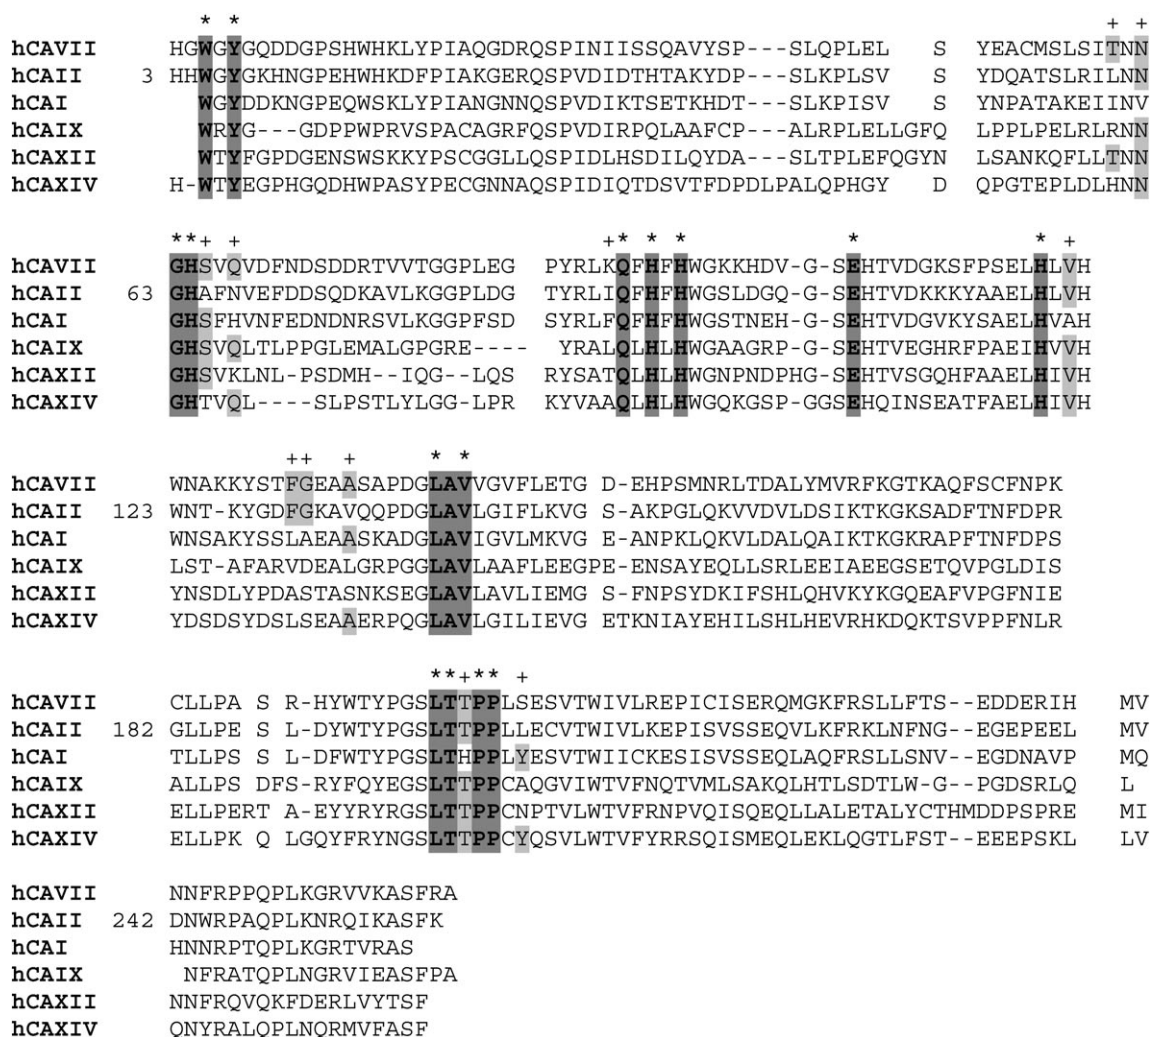 * * + +
hCAVII HGWGYGQDDGPSHWHKLYPIAQGDRQSPINIISSQAVYSP---SLQPLEL S YEACMSLSITNN
hCAII 3 HHWGYGKHNGPEHWHKDFPIAKGERQSPVDIDTHTAKYDP---SLKPLSV S YDQATSLRILNN
hCAI WGYDDKNGPEQWSKLYPIANGNNQSPVDIKTSETKHDT---SLKPISV S YNPATAKEIINV
hCAIX WRYG---GDPPWPRVSPACAGRFQSPVDIRPQLAAFCP---ALRPLELLGFQ LPPLPELRLRNN
hCAXII WTYFGPDGENSWSKKYPSCGGLLQSPIDLHSDILQYDA---SLTPLEFQGYN LSANKQFLLTNN
hCAXIV H-WTYEGPHGQDHWPASYPECGNNAQSPIDIQTDSVTFDPDLPALQPHGY D QPGTEPLDLHNN
**+ + +* * * * * +
hCAVII GHSVQVDFNDSDDRTVVTGGPLEG PYRLKQFHFHWGKKHDV-G-SEHTVDGKSFPSELHLVH
hCAII 63 GHAFNVEFDDSQDKAVLKGGPLDG TYRLIQFHFHWGSLDGQ-G-SEHTVDKKKYAAELHLVH
hCAI GHSFHVNFEDNDNRSVLKGGPFSD SYRLFQFHFHWGSTNEH-G-SEHTVDGVKYSAELHVAH
hCAIX GHSVQLTLPPGLEMALGPGRE---- YRALQLHLHWGAAGRP-G-SEHTVEGHRFPAEIHVVH
hCAXII GHSVKLNL-PSDMH--IQG--LQS RYSATQLHLHWGNPNDPHG-SEHTVSGQHFAAELHIVH
hCAXIV GHTVQL----SLPSTLYLGG-LPR KYVAAQLHLHWGQKGSP-GGSEHQINSEATFAELHIVH
++ + * *
hCAVII WNAKKYSTFGEAASAPDGLAVVGVFLETG D-EHPSMNRLTDALYMVRFKGTKAQFSCFNPK
hCAII 123 WNT-KYGDFGKAVQQPDGLAVLGIFLKVG S-AKPGLQKVVDVLDSIKTKGKSADFTNFDPR
hCAI WNSAKYSSLAEAASKADGLAVIGVLMKVG E-ANPKLQKVLDALQAIKTKGKRAPFTNFDPS
hCAIX LST-AFARVDEALGRPGGLAVLAAFLEEGPE-ENSAYEQLLSRLEEIAEEGSETQVPGLDIS
hCAXII YNSDLYPDASTASNKSEGLAVLAVLIEMG S-FNPSYDKIFSHLQHVKYKGQEAFVPGFNIE
hCAXIV YDSDSYDSLSEAAERPQGLAVLGILIEVG ETKNIAYEHILSHLHEVRHKDQKTSVPPFNLR
**+** +
hCAVII CLLPA S R-HYWTYPGSLTTPPLSESVTWIVLREPICISERQMGKFRSLLFTS--EDDERIH MV
hCAII 182 GLLPE S L-DYWTYPGSLTTPPLLECVTWIVLKEPISVSSEQVLKFRKLNFNG--EGEPEEL MV
hCAI TLLPS S L-DFWTYPGSLTHPPLYESVTWIICKESISVSSEQLAQFRSLLSNV--EGDNAVP MQ
hCAIX ALLPS DFS-RYFQYEGSLTTPPCAQGVIWTVFNQTVMLSAKQLHTLSDTLW-G--PGDSRLQ L
hCAXII ELLPERT A-EYYRYRGSLTTPPCNPTVLWTVFRNPVQISQEQLLALETALYCTHMDDPSPRE MI
hCAXIV ELLPK Q LGQYFRYNGSLTTPPCYQSVLWTVFYRRSQISMEQLEKLQGTLFST--EEEPSKL LV
hCAVII NNFRPPQPLKGRVVKASFRA
hCAII 242 DNWRPAQPLKNRQIKASFK
hCAI HNNRPTQPLKGRTVRAS
hCAIX NFRATQPLNGRVIEASFPA
hCAXII NNFRQVQKFDERLVYTSF
hCAXIV QNYRALQPLNQRMVFASF